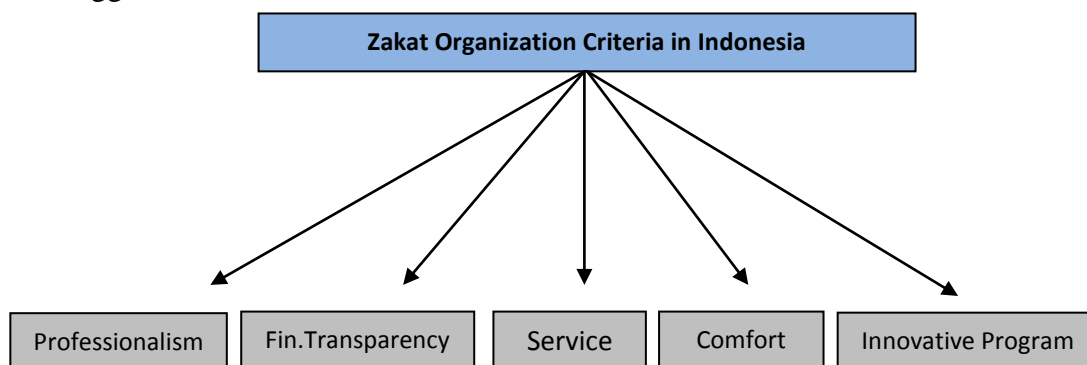 Zakat Organization Criteria in Indonesia
Professionalism
Fin.Transparency
Service
Comfort
Innovative Program